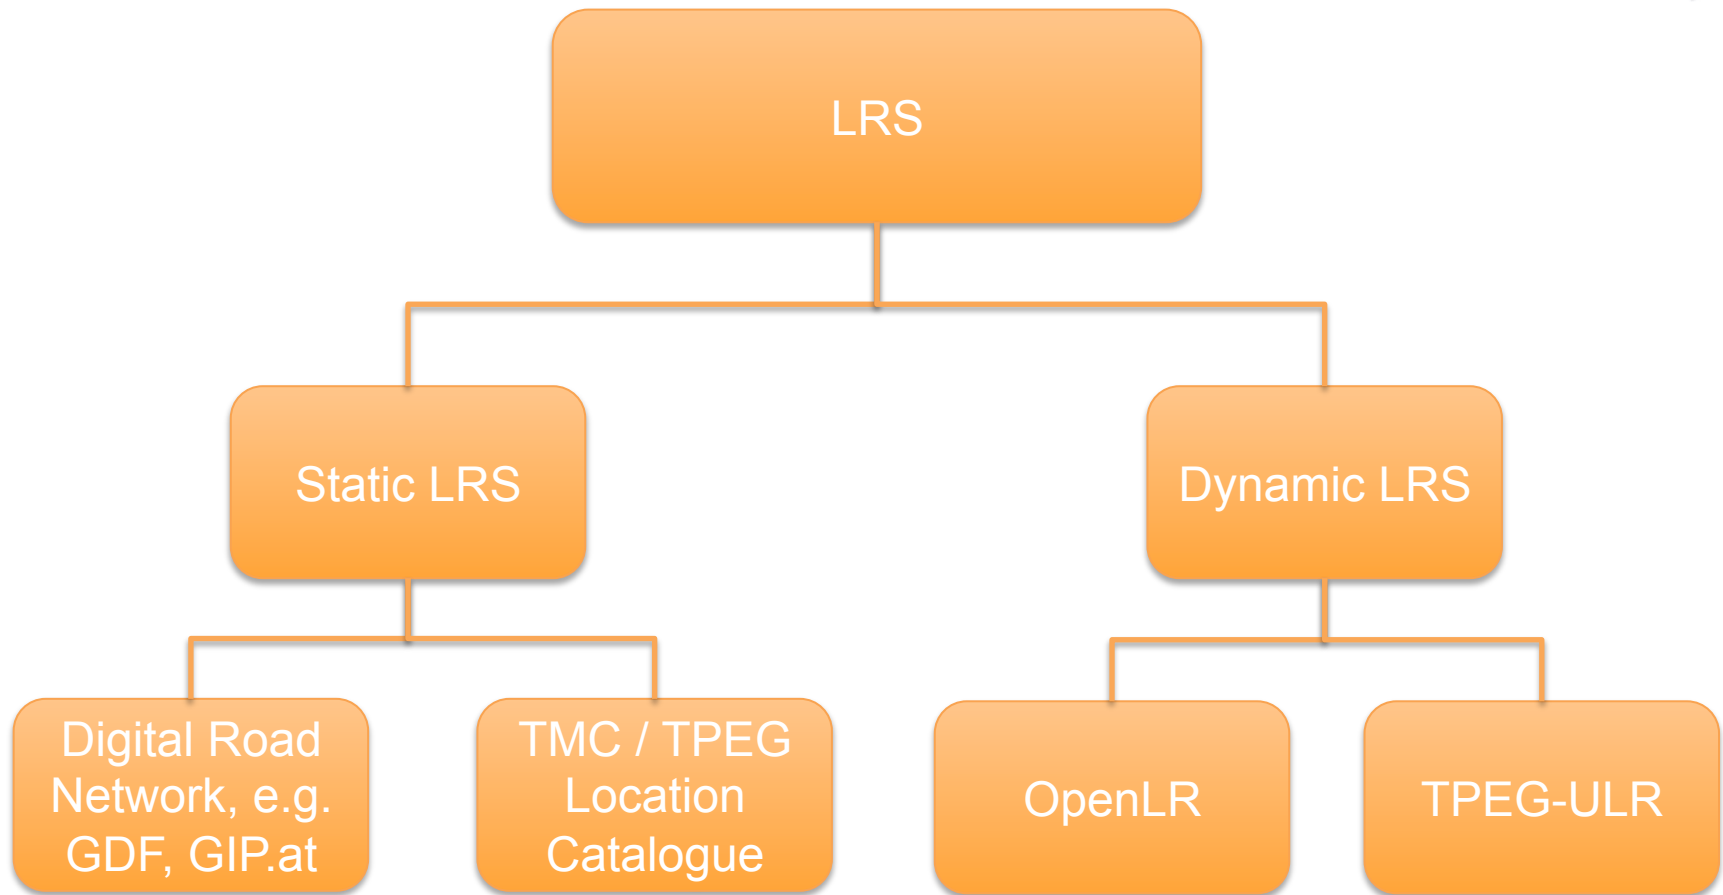 LRS
Static LRS
Dynamic LRS
Digital Road
Network, e.g.
GDF, GIP.at
TMC / TPEG
Location
Catalogue
OpenLR
TPEG-ULR